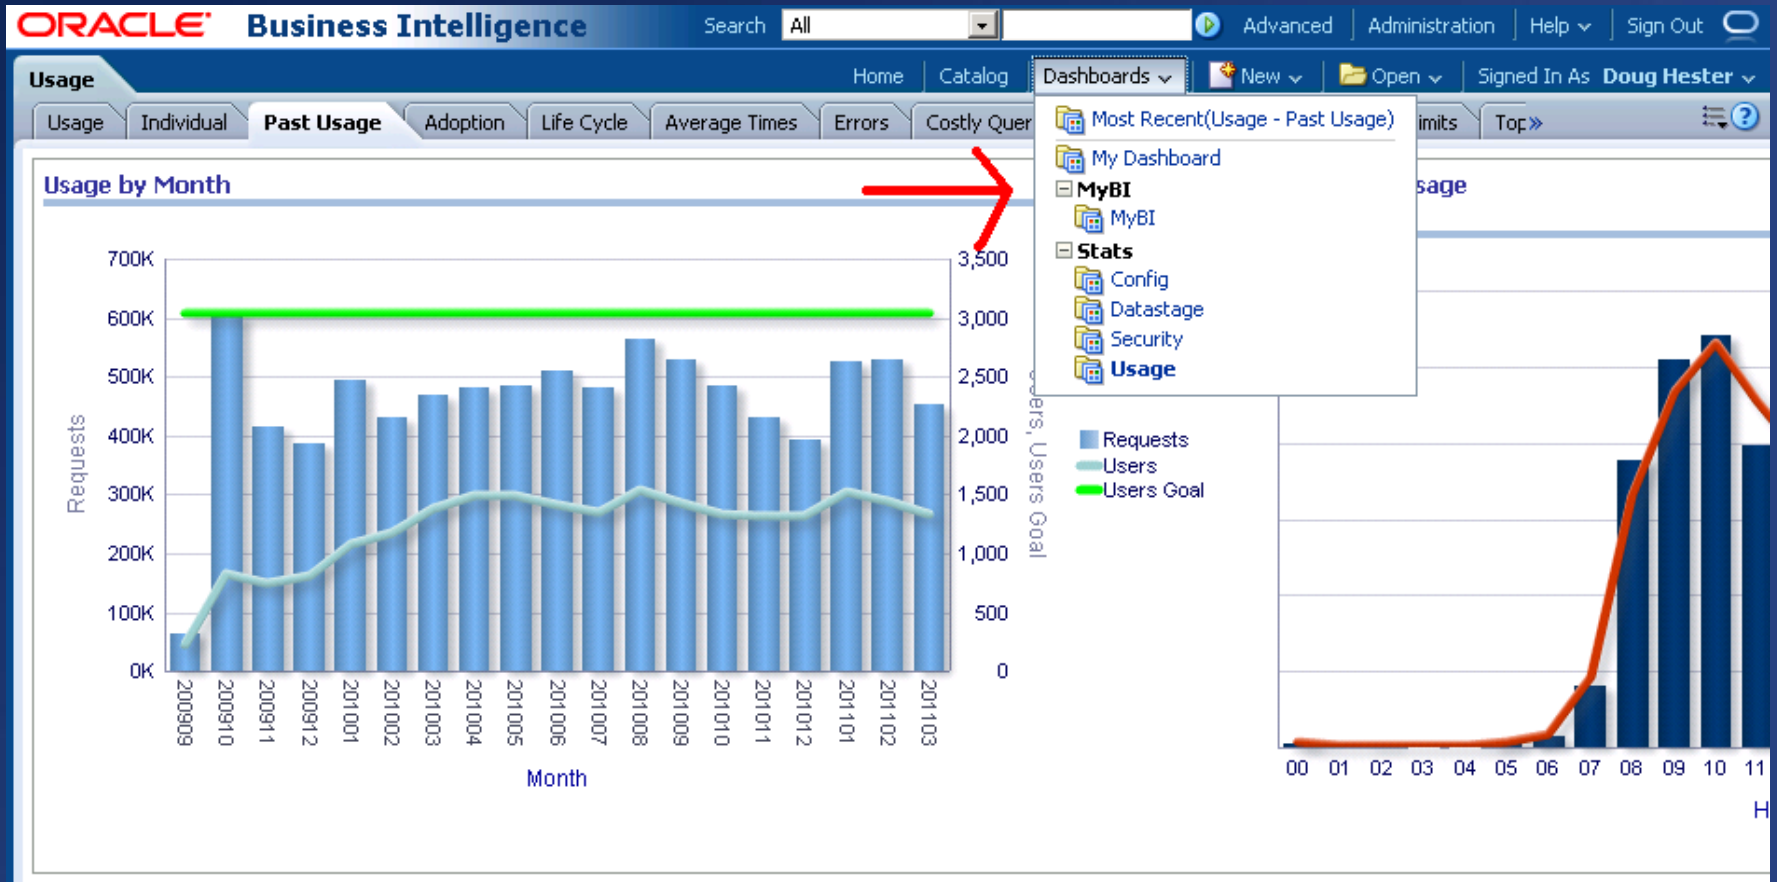 ORACLE Business Intelligence
Search All Advanced Administration Help Sign Out
Usage
Home Catalog Dashboards New Open Signed In As Doug Hester
Usage Individual Past Usage Adoption Life Cycle Average Times Errors Costly Quer imits Top»
Most Recent(Usage - Past Usage)
My Dashboard
MyBI
MyBI
Stats
Config
Datastage
Security
Usage
Usage by Month
sage
700K
600K
500K
400K
300K
200K
100K
0K
Requests
3,500
3,000
2,500
2,000
1,500
1,000
500
0
ers, Users Goal
200909
200910
200911
200912
201001
201002
201003
201004
201005
201006
201007
201008
201009
201010
201011
201012
201101
201102
201103
Month
Requests
Users
Users Goal
00 01 02 03 04 05 06 07 08 09 10 11
H